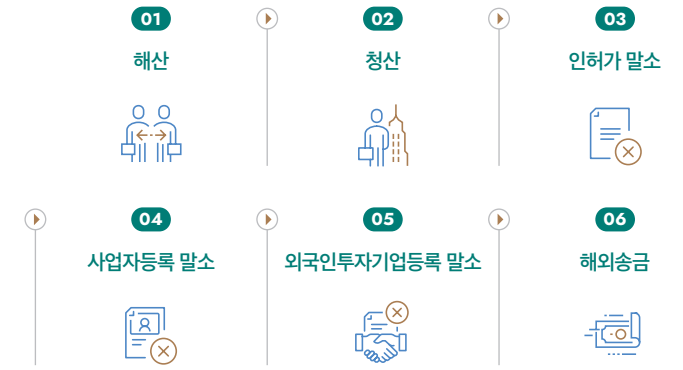 01
해산
02
청산
03
인허가 말소
04
사업자등록 말소
05
외국인투자기업등록 말소
06
해외송금